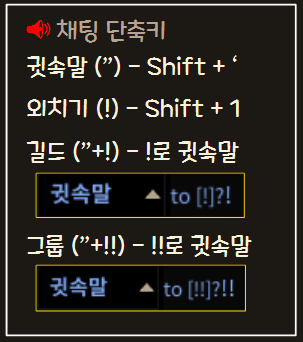 채팅 단축키
귓속말 (”) - Shift + ‘
외치기 (!) - Shift + 1
길드 (”+!) - !로 귓속말
귓속말 to [!]?!
그룹 (”+!!) - !!로 귓속말
귓속말 to [!!]?!!